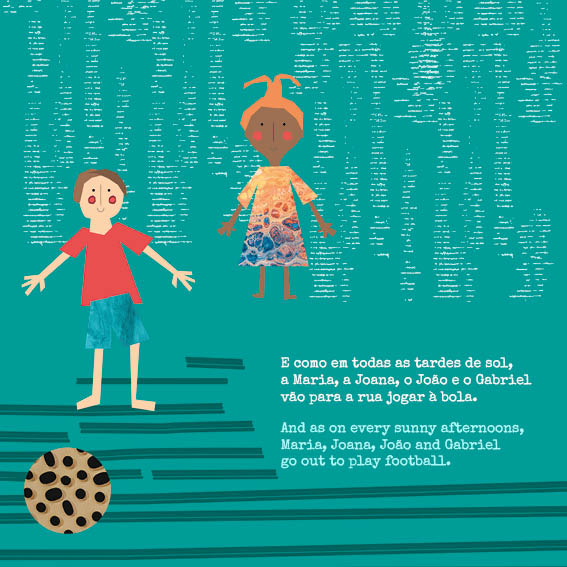 E como em todas as tardes de sol,
a Maria, a Joana, o João e o Gabriel
vão para a rua jogar à bola.
And as on every sunny afternoons,
Maria, Joana, João and Gabriel
go out to play football.